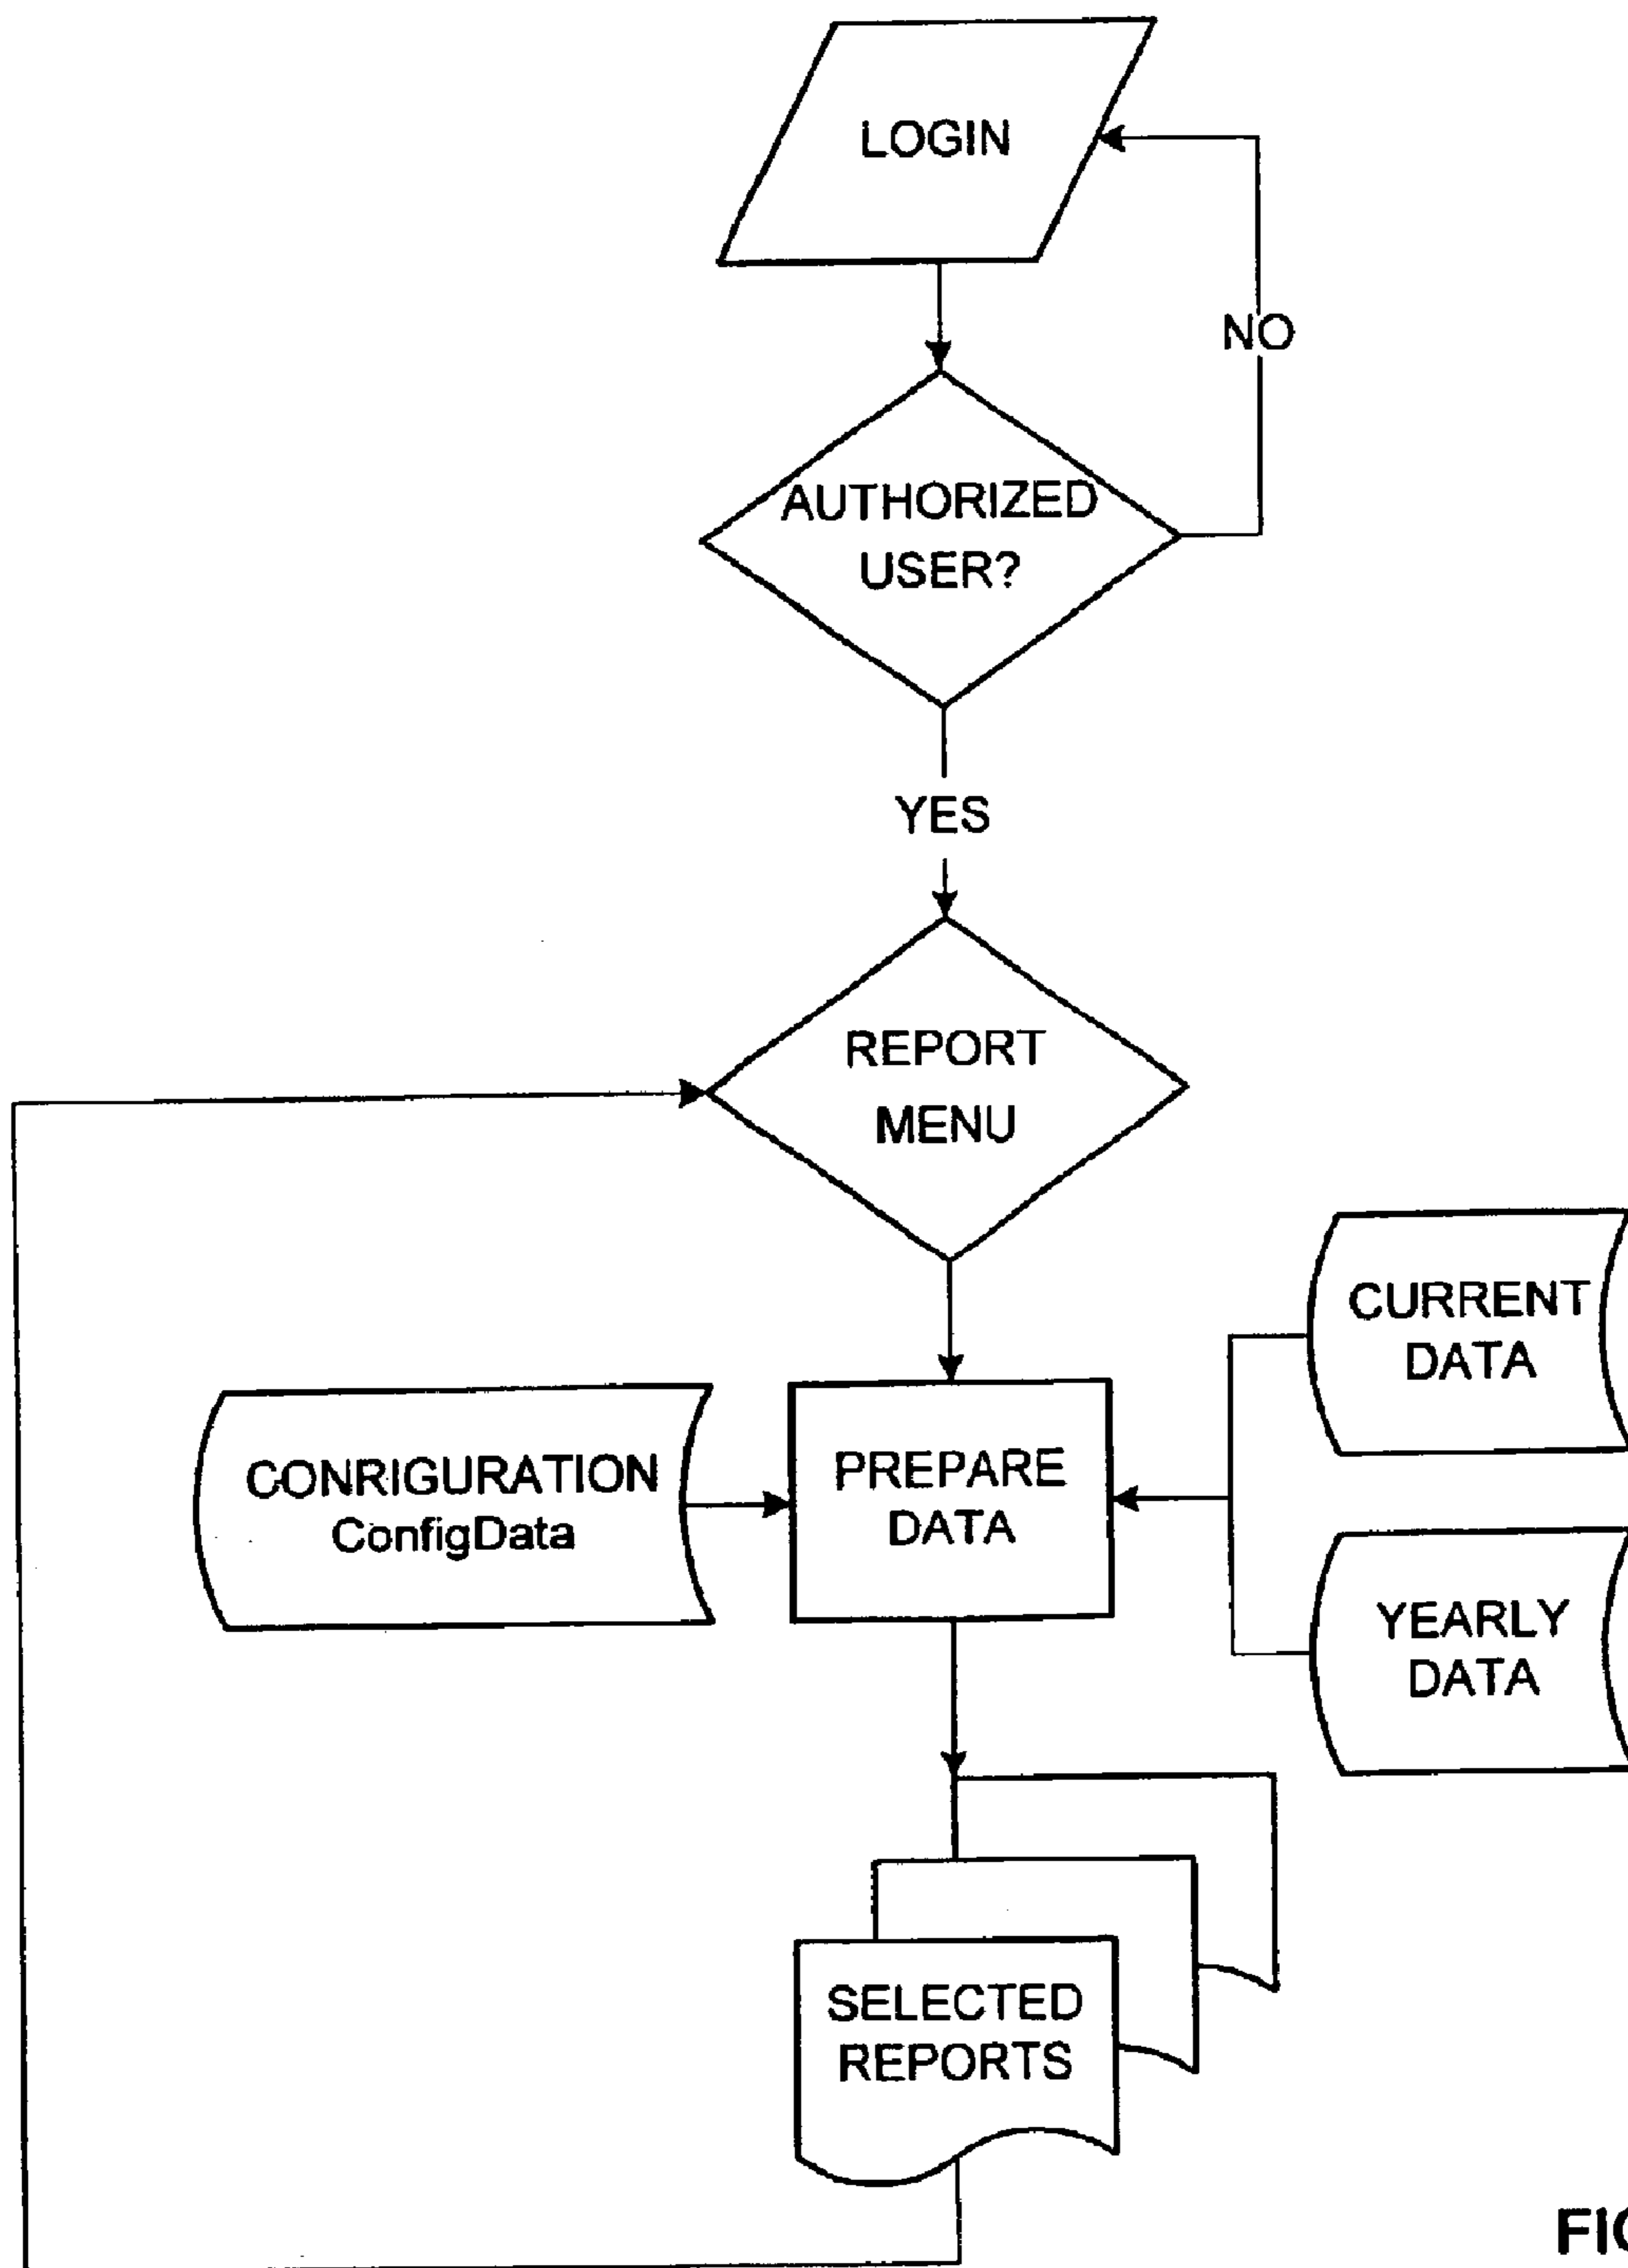 LOGIN
NO
AUTHORIZED
USER?
YES
REPORT
MENU
CURRENT
DATA
CONRIGURATION
ConfigData
PREPARE
DATA
YEARLY
DATA
SELECTED
REPORTS